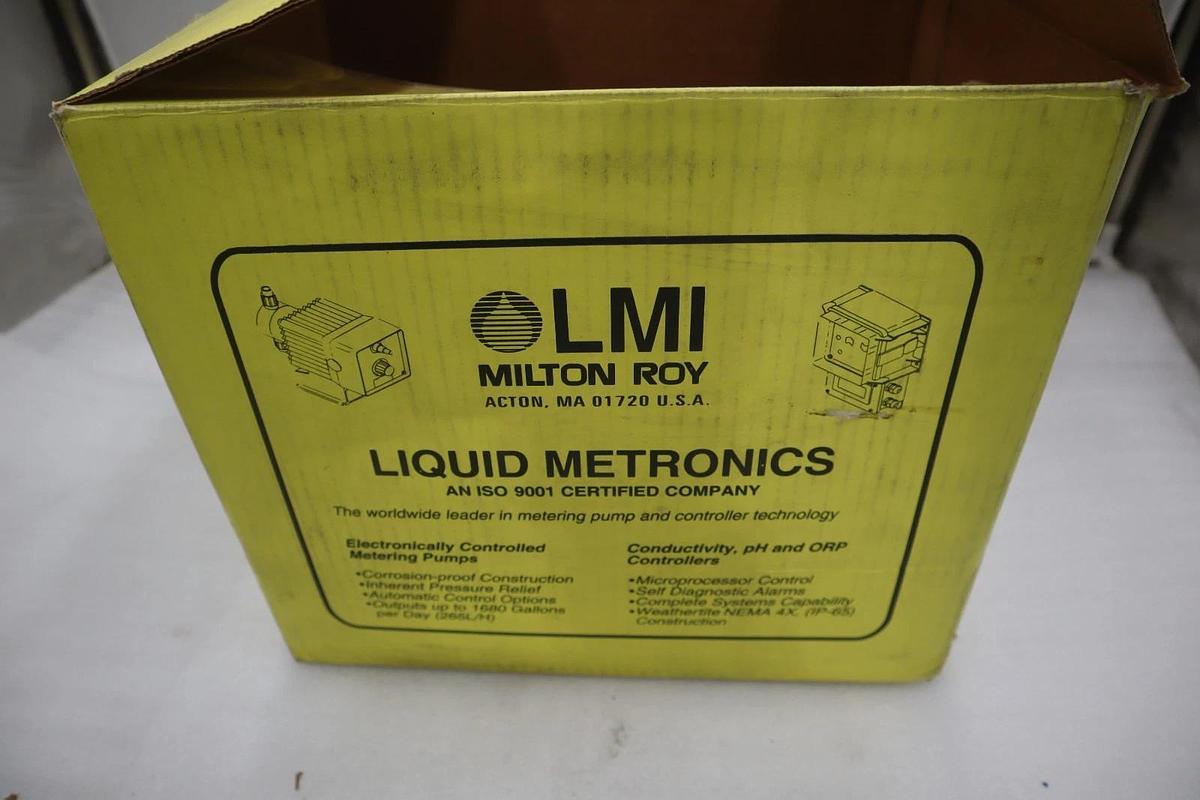 LMI
MILTON ROY
ACTON, MA 01720 U.S.A.
LIQUID METRONICS
AN ISO 9001 CERTIFIED COMPANY
The worldwide leader in metering pump and controller technology
Electronically Controlled
Metering Pumps
•Corrosion-proof Construction
•Inherent Pressure Relief
•Automatic Control Options
•Outputs up to 1680 Gallons
per Day (265L/H)
Conductivity, pH and ORP
Controllers
•Microprocessor Control
•Self Diagnostic Alarms
•Complete Systems Capability
•Weathertite NEMA 4X, (IP-65)
Construction